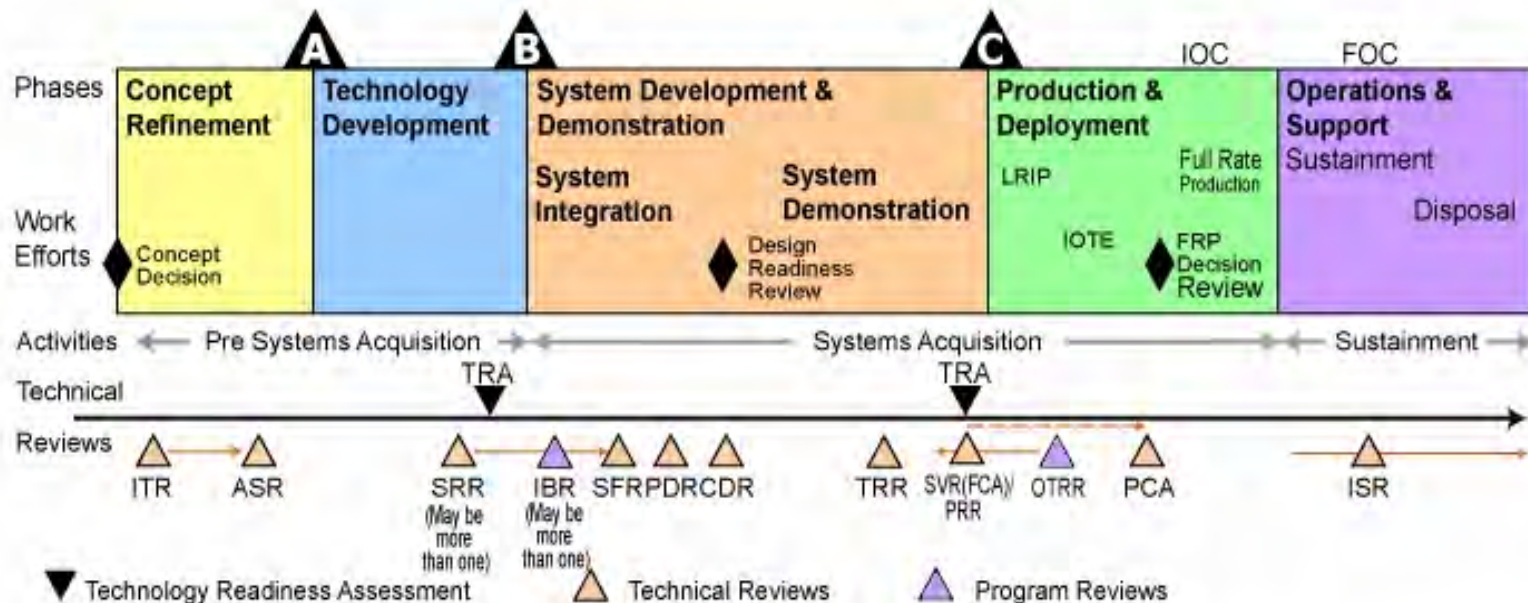 A
B
C
IOC
FOC
Phases
Concept
Refinement
Technology
Development
System Development &
Demonstration
Production &
Deployment
Operations &
Support
System
Integration
System
Demonstration
LRIP
Full Rate
Production
Sustainment
Disposal
Work
Efforts
Concept
Decision
Design
Readiness
Review
IOTE
FRP
Decision
Review
Activities
Pre Systems Acquisition
Systems Acquisition
Sustainment
Technical
TRA
TRA
Reviews
ITR
ASR
SRR
(May be
more
than one)
IBR
(May be
more
than one)
SFR
PDR
CDR
TRR
SVR(FCA)/
PRR
OTRR
PCA
ISR
Technology Readiness Assessment
Technical Reviews
Program Reviews